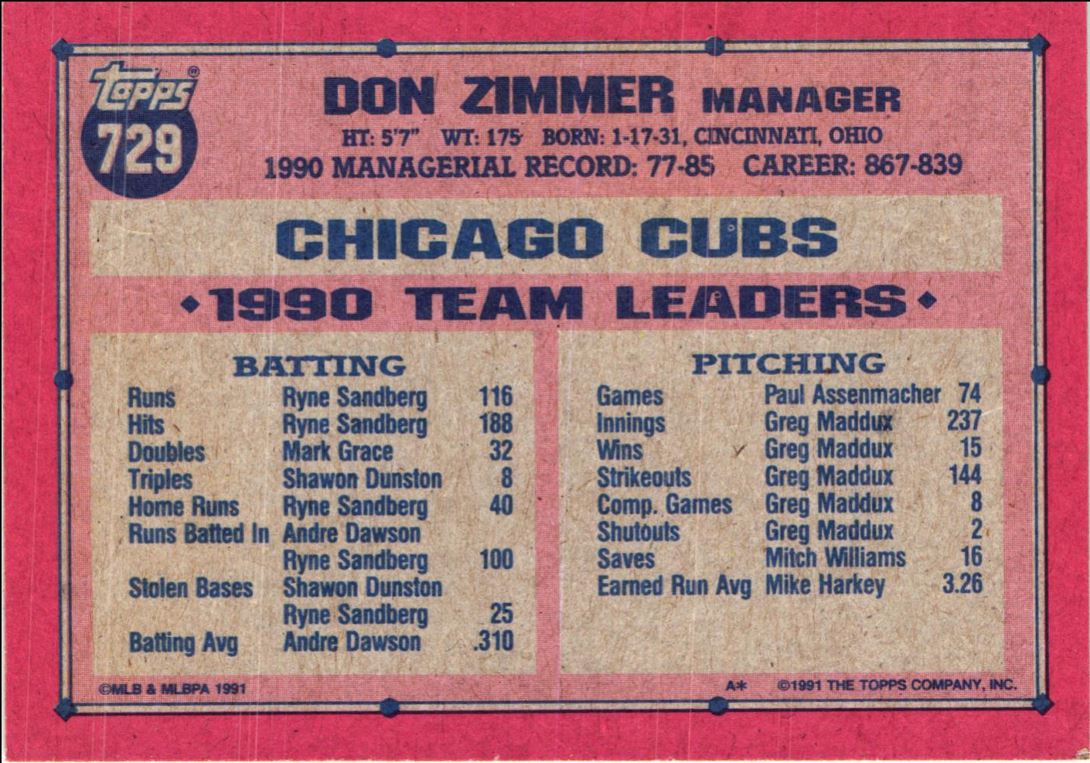 Topps®
729
DON ZIMMER MANAGER
HT: 5'7" WT: 175 BORN: 1-17-31, CINCINNATI, OHIO
1990 MANAGERIAL RECORD: 77-85 CAREER: 867-839
CHICAGO CUBS
♦1990 TEAM LEADERS♦
BATTING
Runs Ryne Sandberg 116
Hits Ryne Sandberg 188
Doubles Mark Grace 32
Triples Shawon Dunston 8
Home Runs Ryne Sandberg 40
Runs Batted In Andre Dawson
Ryne Sandberg 100
Stolen Bases Shawon Dunston
Ryne Sandberg 25
Batting Avg Andre Dawson .310
PITCHING
Games Paul Assenmacher 74
Innings Greg Maddux 237
Wins Greg Maddux 15
Strikeouts Greg Maddux 144
Comp. Games Greg Maddux 8
Shutouts Greg Maddux 2
Saves Mitch Williams 16
Earned Run Avg Mike Harkey 3.26
©MLB & MLBPA 1991
A* ©1991 THE TOPPS COMPANY, INC.